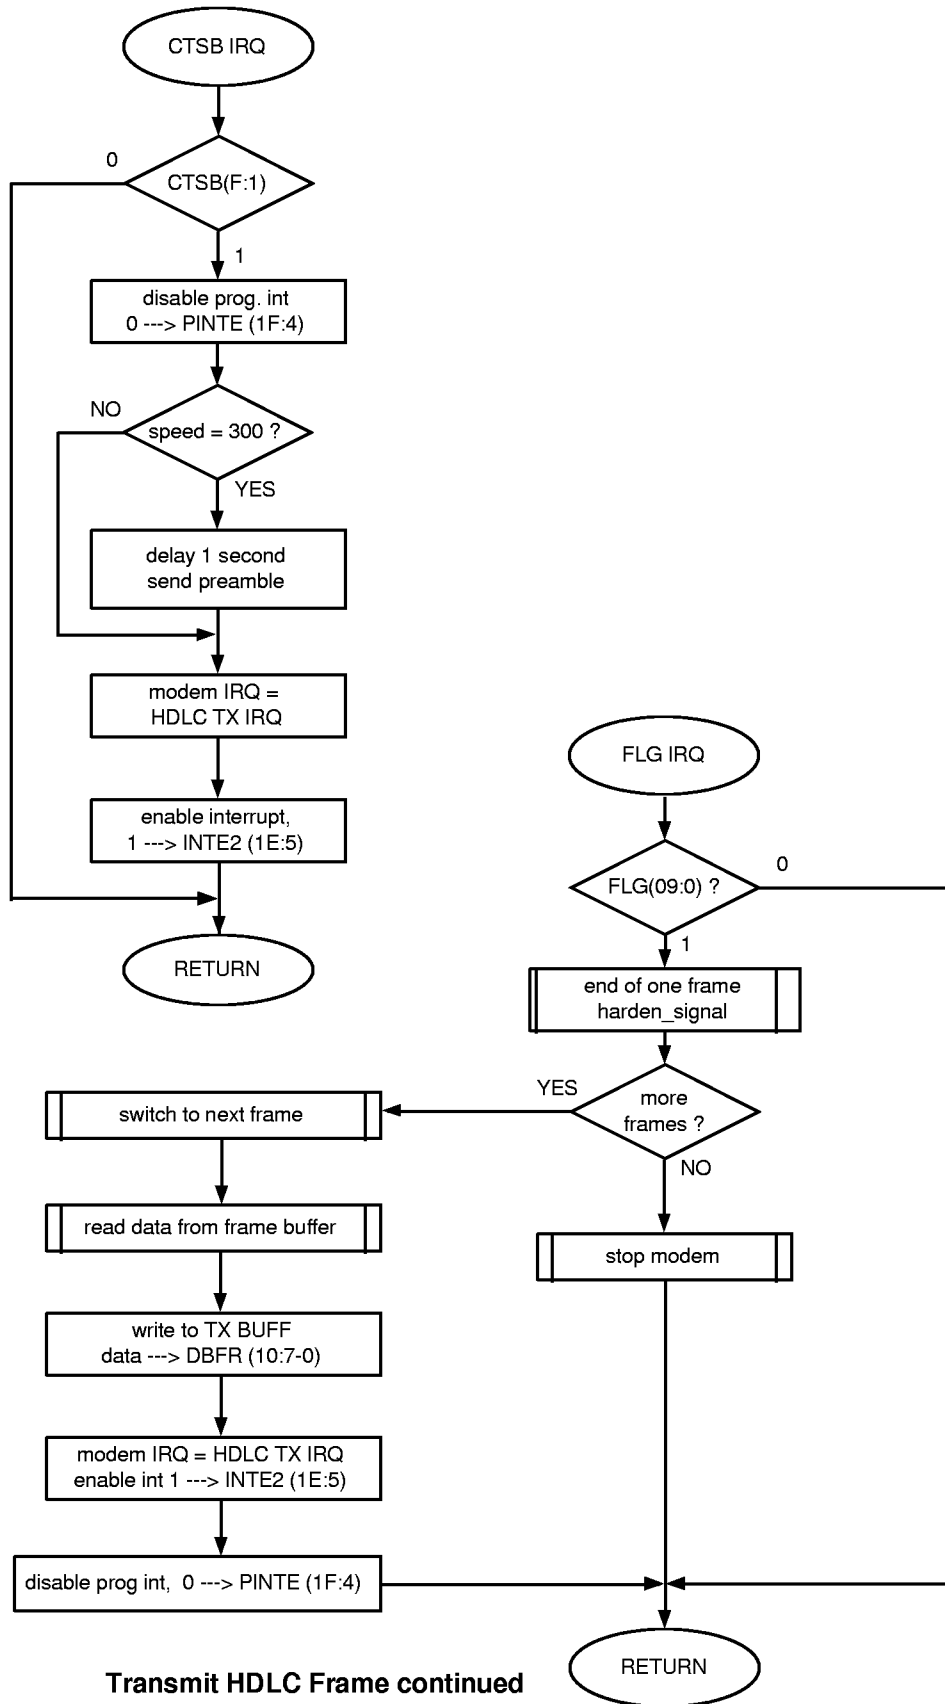 CTSB IRQ
0
CTSB(F:1)
1
disable prog. int
0 ---> PINTE (1F:4)
NO
speed = 300 ?
YES
delay 1 second
send preamble
modem IRQ =
HDLC TX IRQ
enable interrupt,
1 ---> INTE2 (1E:5)
RETURN
FLG IRQ
0
FLG(09:0) ?
1
end of one frame
harden_signal
YES
more
frames ?
NO
switch to next frame
read data from frame buffer
stop modem
write to TX BUFF
data ---> DBFR (10:7-0)
modem IRQ = HDLC TX IRQ
enable int 1 ---> INTE2 (1E:5)
disable prog int, 0 ---> PINTE (1F:4)
RETURN
Transmit HDLC Frame continued